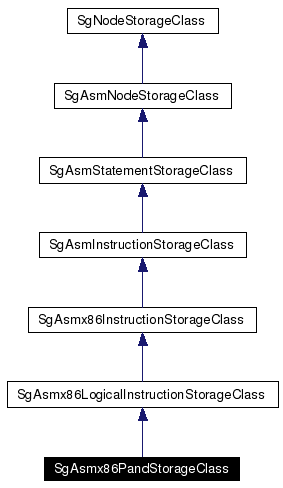 SgNodeStorageClass
SgAsmNodeStorageClass
SgAsmStatementStorageClass
SgAsmInstructionStorageClass
SgAsmx86InstructionStorageClass
SgAsmx86LogicalInstructionStorageClass
SgAsmx86PandStorageClass